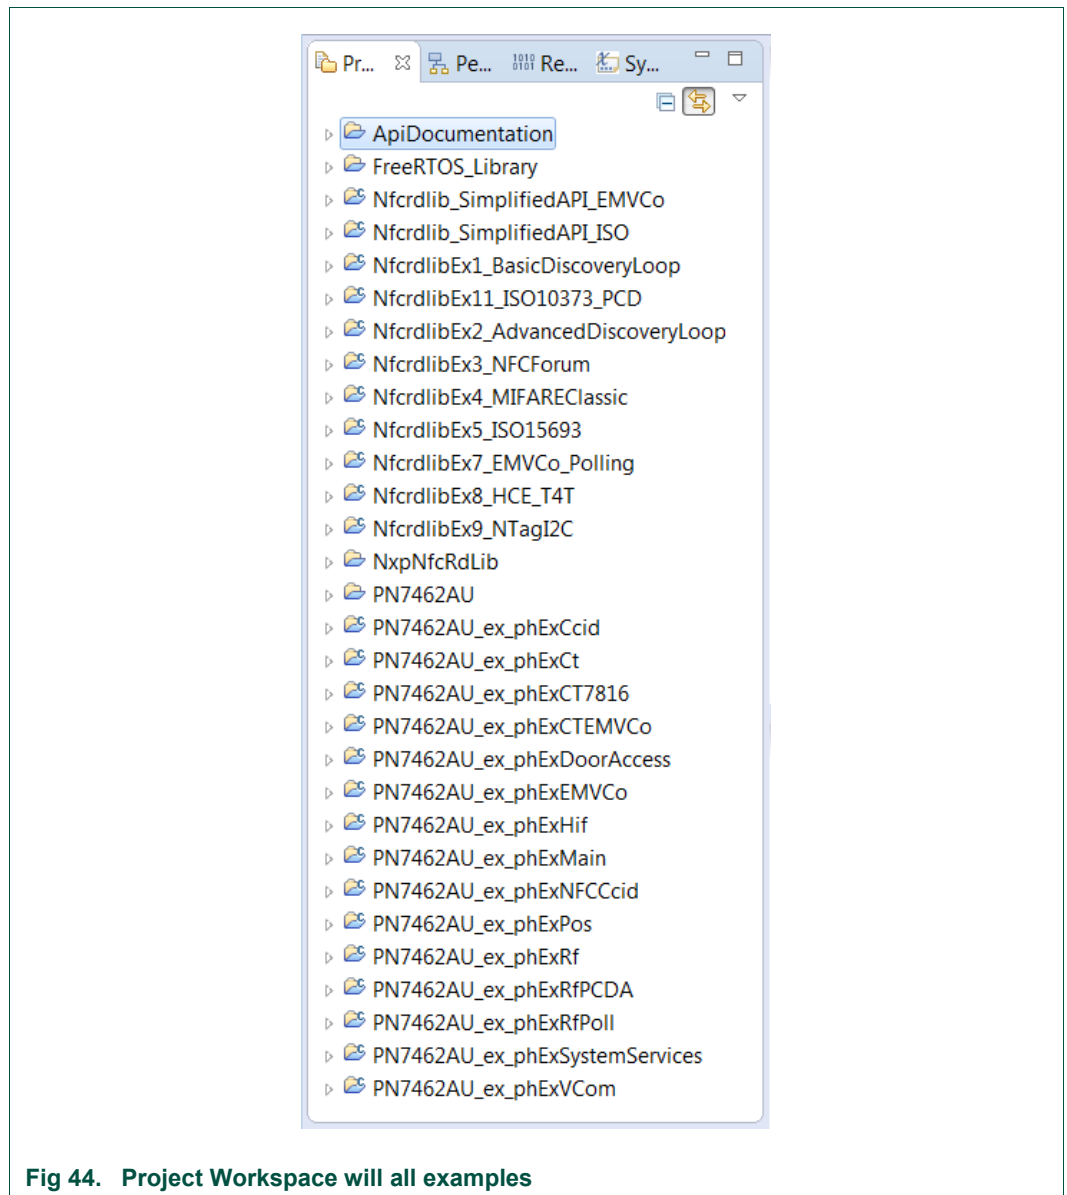 Pr... Pe... 1010 0101 Re... Sy...
ApiDocumentation
FreeRTOS_Library
Nfcrdlib_SimplifiedAPI_EMVCo
Nfcrdlib_SimplifiedAPI_ISO
NfcrdlibEx1_BasicDiscoveryLoop
NfcrdlibEx11_ISO10373_PCD
NfcrdlibEx2_AdvancedDiscoveryLoop
NfcrdlibEx3_NFCForum
NfcrdlibEx4_MIFAREClassic
NfcrdlibEx5_ISO15693
NfcrdlibEx7_EMVCo_Polling
NfcrdlibEx8_HCE_T4T
NfcrdlibEx9_NTagI2C
NxpNfcRdLib
PN7462AU
PN7462AU_ex_phExCcid
PN7462AU_ex_phExCt
PN7462AU_ex_phExCT7816
PN7462AU_ex_phExCTEMVCo
PN7462AU_ex_phExDoorAccess
PN7462AU_ex_phExEMVCo
PN7462AU_ex_phExHif
PN7462AU_ex_phExMain
PN7462AU_ex_phExNFCCcid
PN7462AU_ex_phExPos
PN7462AU_ex_phExRf
PN7462AU_ex_phExRfPCDA
PN7462AU_ex_phExRfPoll
PN7462AU_ex_phExSystemServices
PN7462AU_ex_phExVCom
Fig 44. Project Workspace will all examples